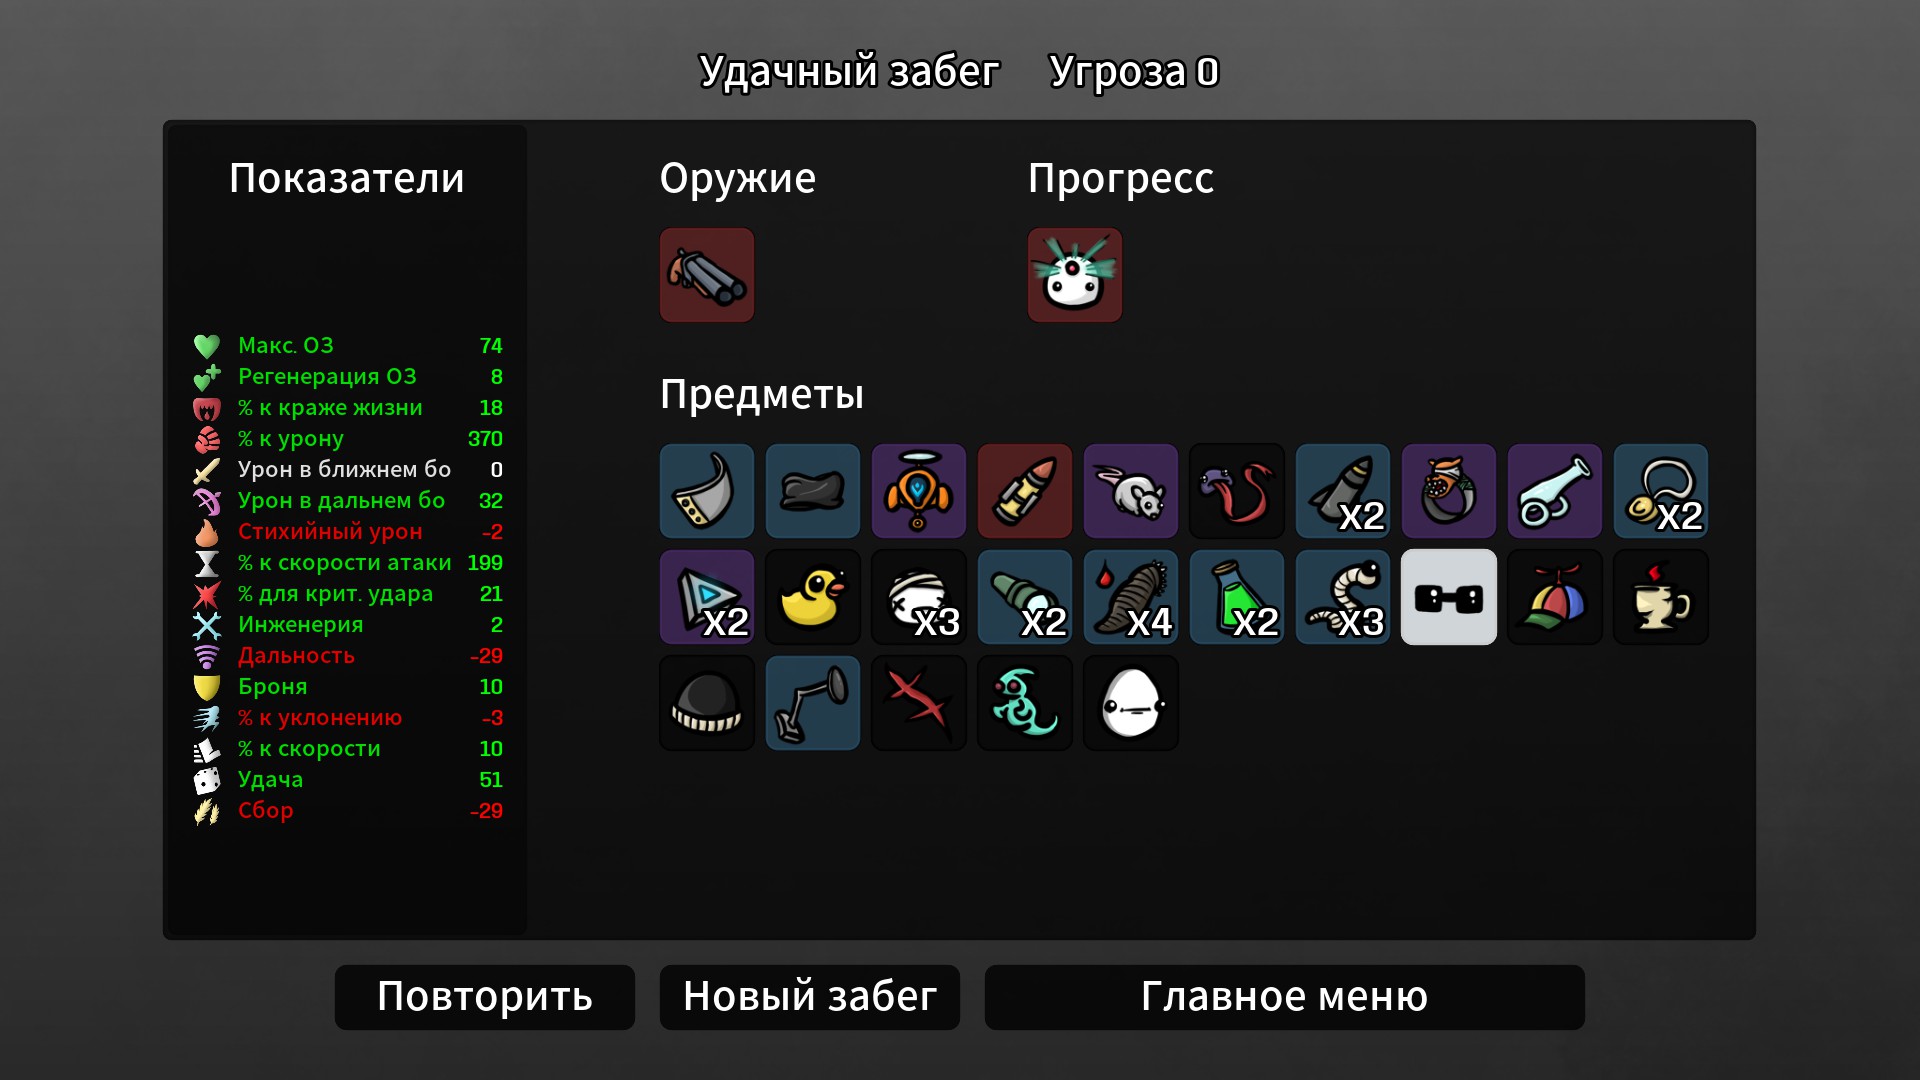 Удачный забег Угроза 0
Показатели
Оружие
Прогресс
Макс. ОЗ 74
Регенерация ОЗ 8
% к краже жизни 18
% к урону 370
Урон в ближнем бо 0
Урон в дальнем бо 32
Стихийный урон -2
% к скорости атаки 199
% для крит. удара 21
Инженерия 2
Дальность -29
Броня 10
% к уклонению -3
% к скорости 10
Удача 51
Сбор -29
Предметы
X2 X2
X2 X3 X2 X4 X2 X3
Повторить
Новый забег
Главное меню